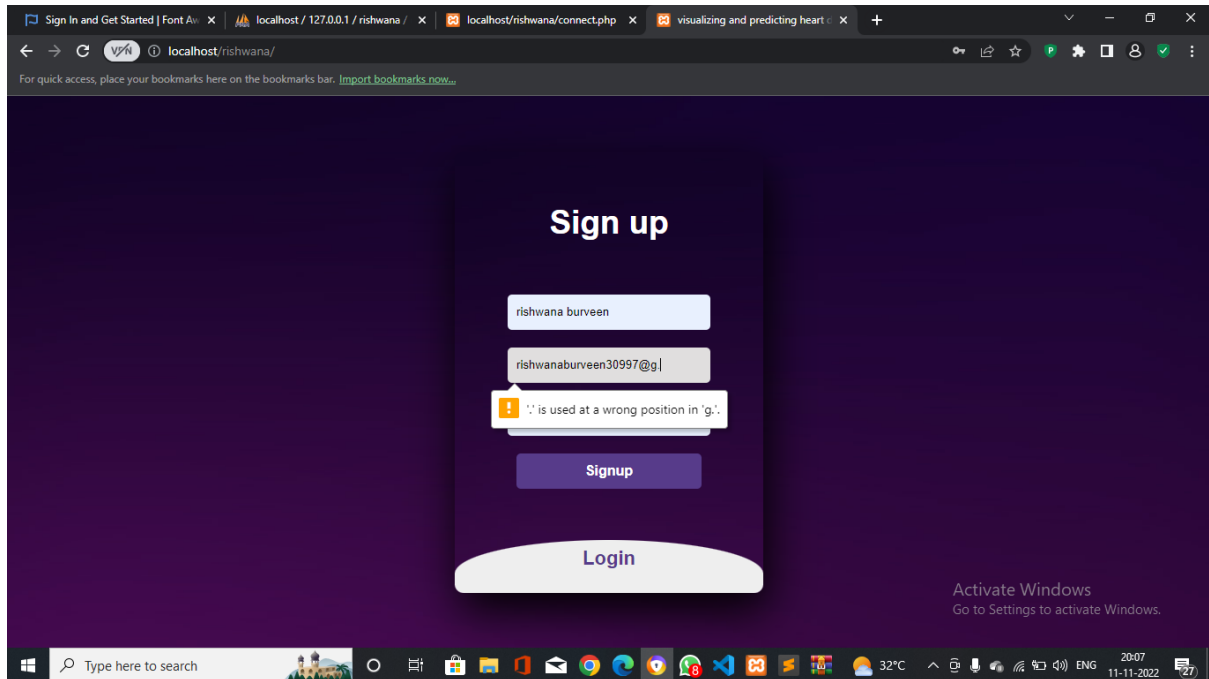 Sign In and Get Started | Font Aw
localhost / 127.0.0.1 / rishwana /
localhost/rishwana/connect.php
visualizing and predicting heart d
VPN
localhost/rishwana/
For quick access, place your bookmarks here on the bookmarks bar. Import bookmarks now...
Sign up
rishwana burveen
rishwanaburveen30997@g.
'.' is used at a wrong position in 'g.'.
Signup
Login
Activate Windows
Go to Settings to activate Windows.
Type here to search
8
32°C
ENG
20:07
11-11-2022
27